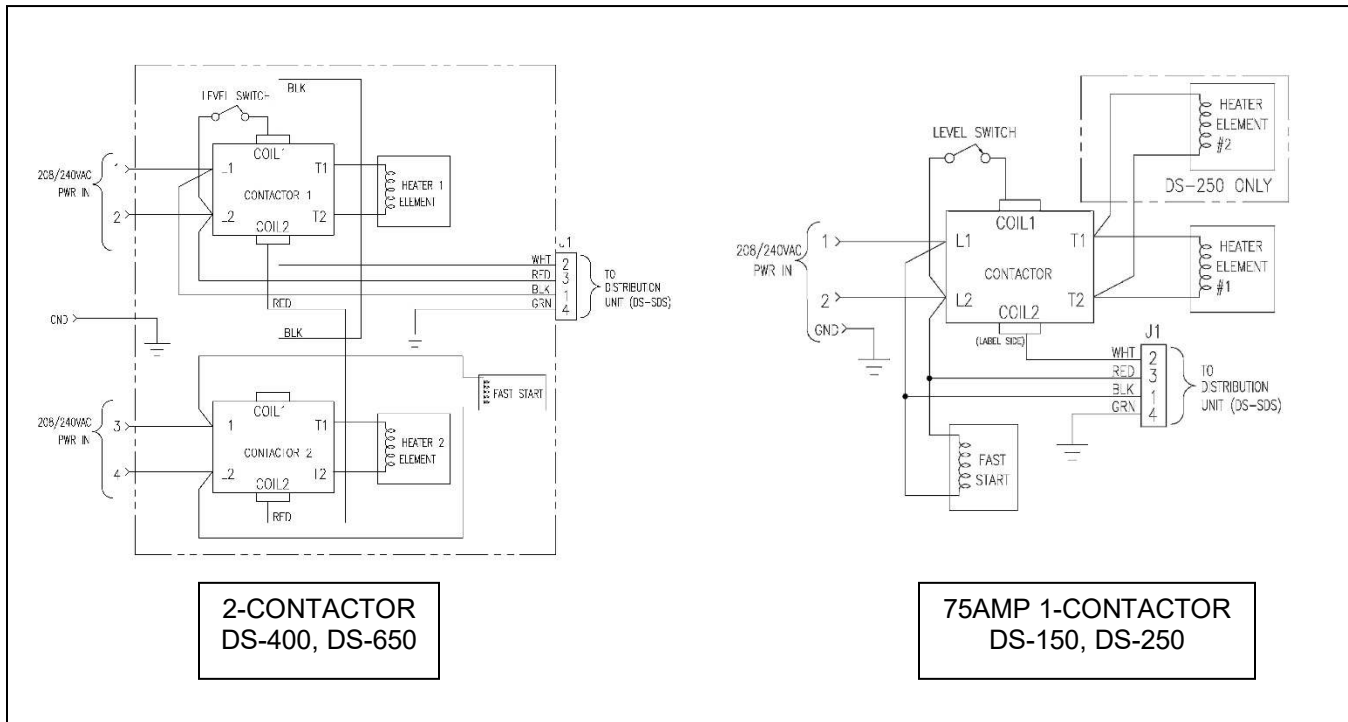 BLK
LEVEL SWITCH
COIL1
1
208/240VAC
PWR IN
2
L1
T1
CONTACTOR 1
_2
T2
COIL2
HEATER 1
ELEMENT
J1
WHT 2
RED 3
BLK 1
GRN 4
TO
DISTRIBUTION
UNIT (DS-SDS)
RED
BLK
GND
FAST START
COIL1
3
208/240VAC
PWR IN
4
1
T1
CONTACTOR 2
_2
T2
COIL2
HEATER 2
ELEMENT
RED
2-CONTACTOR
DS-400, DS-650
HEATER
ELEMENT
#2
DS-250 ONLY
LEVEL SWITCH
COIL1
1
208/240VAC
PWR IN
2
GND
L1
T1
CONTACTOR
L2
T2
COIL2
(LABEL SIDE)
HEATER
ELEMENT
#1
J1
WHT 2
RED 3
BLK 1
GRN 4
TO
DISTRIBUTION
UNIT (DS-SDS)
FAST
START
75AMP 1-CONTACTOR
DS-150, DS-250